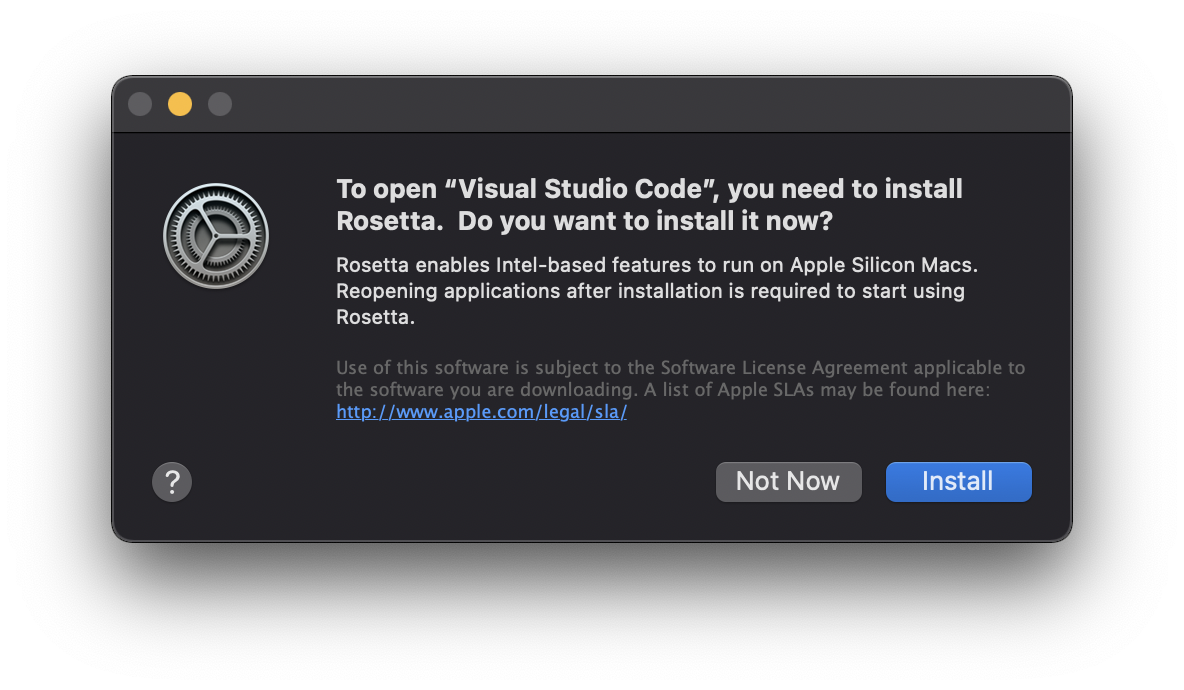 To open “Visual Studio Code”, you need to install
Rosetta.  Do you want to install it now?
Rosetta enables Intel-based features to run on Apple Silicon Macs.
Reopening applications after installation is required to start using
Rosetta.
Use of this software is subject to the Software License Agreement applicable to
the software you are downloading. A list of Apple SLAs may be found here:
http://www.apple.com/legal/sla/
?
Not Now
Install